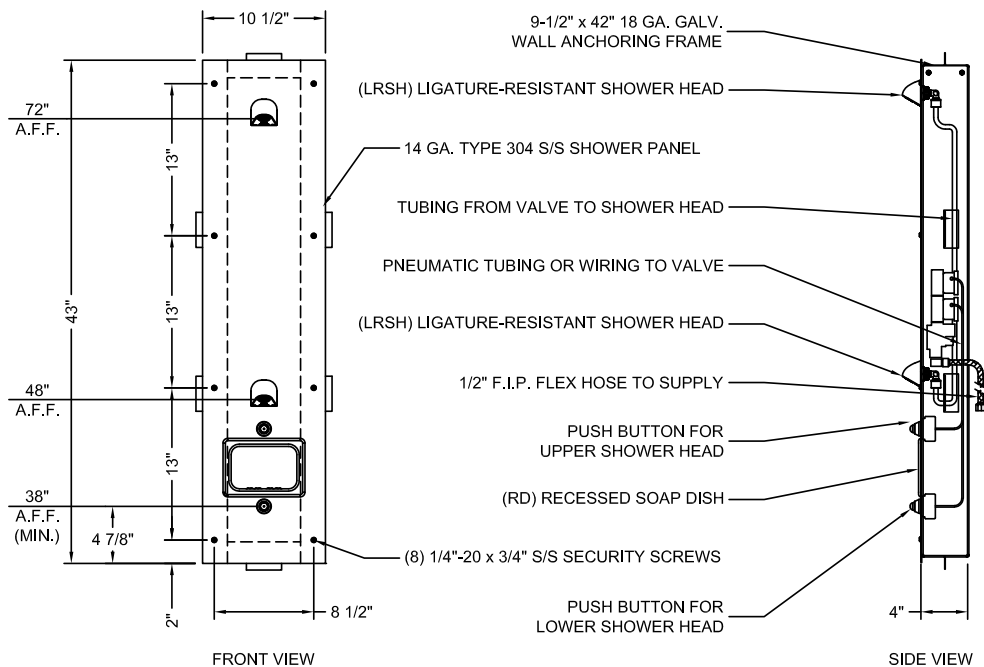 10 1/2"
9-1/2" x 42" 18 GA. GALV.
WALL ANCHORING FRAME
(LRSH) LIGATURE-RESISTANT SHOWER HEAD
72"
A.F.F.
14 GA. TYPE 304 S/S SHOWER PANEL
13"
TUBING FROM VALVE TO SHOWER HEAD
PNEUMATIC TUBING OR WIRING TO VALVE
43"
13"
(LRSH) LIGATURE-RESISTANT SHOWER HEAD
48"
A.F.F.
1/2" F.I.P. FLEX HOSE TO SUPPLY
PUSH BUTTON FOR
UPPER SHOWER HEAD
13"
38"
A.F.F.
(MIN.)
4 7/8"
(RD) RECESSED SOAP DISH
(8) 1/4"-20 x 3/4" S/S SECURITY SCREWS
2"
8 1/2"
PUSH BUTTON FOR
LOWER SHOWER HEAD
4"
FRONT VIEW
SIDE VIEW